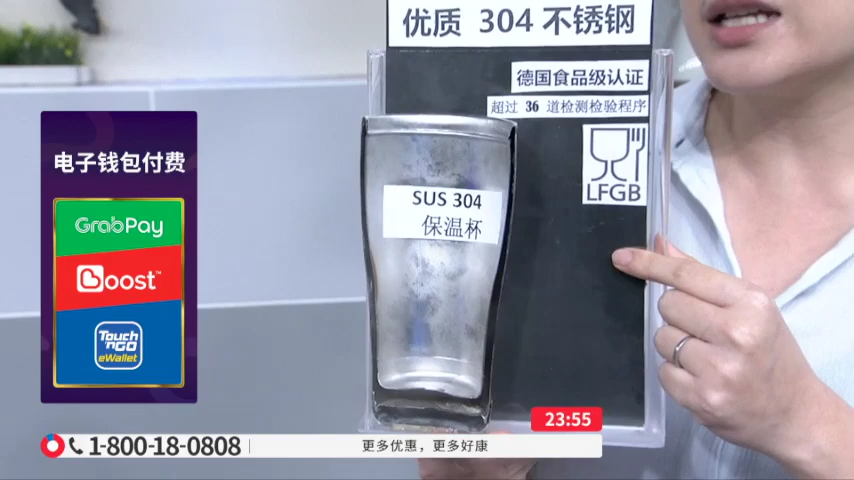 优质 304 不锈钢
德国食品级认证
超过 36 道检测检验程序
LFGB
SUS 304
保温杯
电子钱包付费
GrabPay
Boost™
Touch
'nGO
eWallet
23:55
1-800-18-0808
更多优惠，更多好康